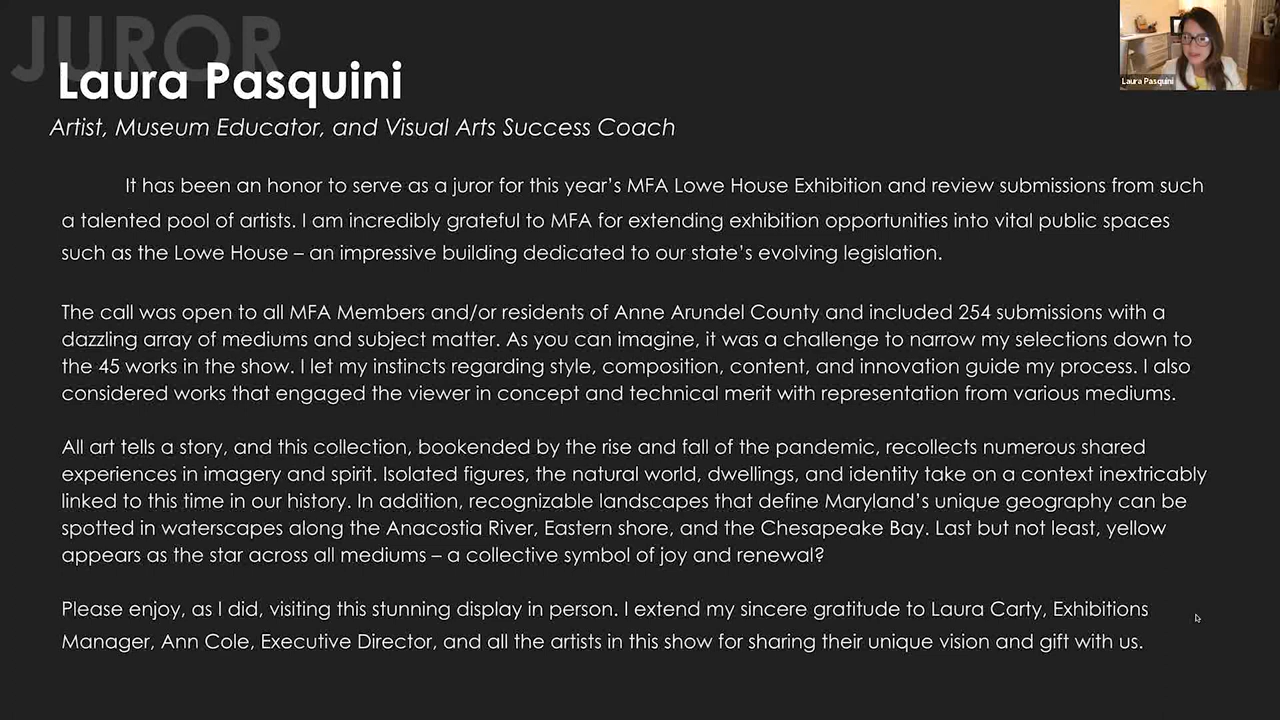 JUROR
Laura Pasquini
Artist, Museum Educator, and Visual Arts Success Coach
Laura Pasquini
It has been an honor to serve as a juror for this year's MFA Lowe House Exhibition and review submissions from such
a talented pool of artists. I am incredibly grateful to MFA for extending exhibition opportunities into vital public spaces
such as the Lowe House – an impressive building dedicated to our state's evolving legislation.
The call was open to all MFA Members and/or residents of Anne Arundel County and included 254 submissions with a
dazzling array of mediums and subject matter. As you can imagine, it was a challenge to narrow my selections down to
the 45 works in the show. I let my instincts regarding style, composition, content, and innovation guide my process. I also
considered works that engaged the viewer in concept and technical merit with representation from various mediums.
All art tells a story, and this collection, bookended by the rise and fall of the pandemic, recollects numerous shared
experiences in imagery and spirit. Isolated figures, the natural world, dwellings, and identity take on a context inextricably
linked to this time in our history. In addition, recognizable landscapes that define Maryland's unique geography can be
spotted in waterscapes along the Anacostia River, Eastern shore, and the Chesapeake Bay. Last but not least, yellow
appears as the star across all mediums – a collective symbol of joy and renewal?
Please enjoy, as I did, visiting this stunning display in person. I extend my sincere gratitude to Laura Carty, Exhibitions
Manager, Ann Cole, Executive Director, and all the artists in this show for sharing their unique vision and gift with us.